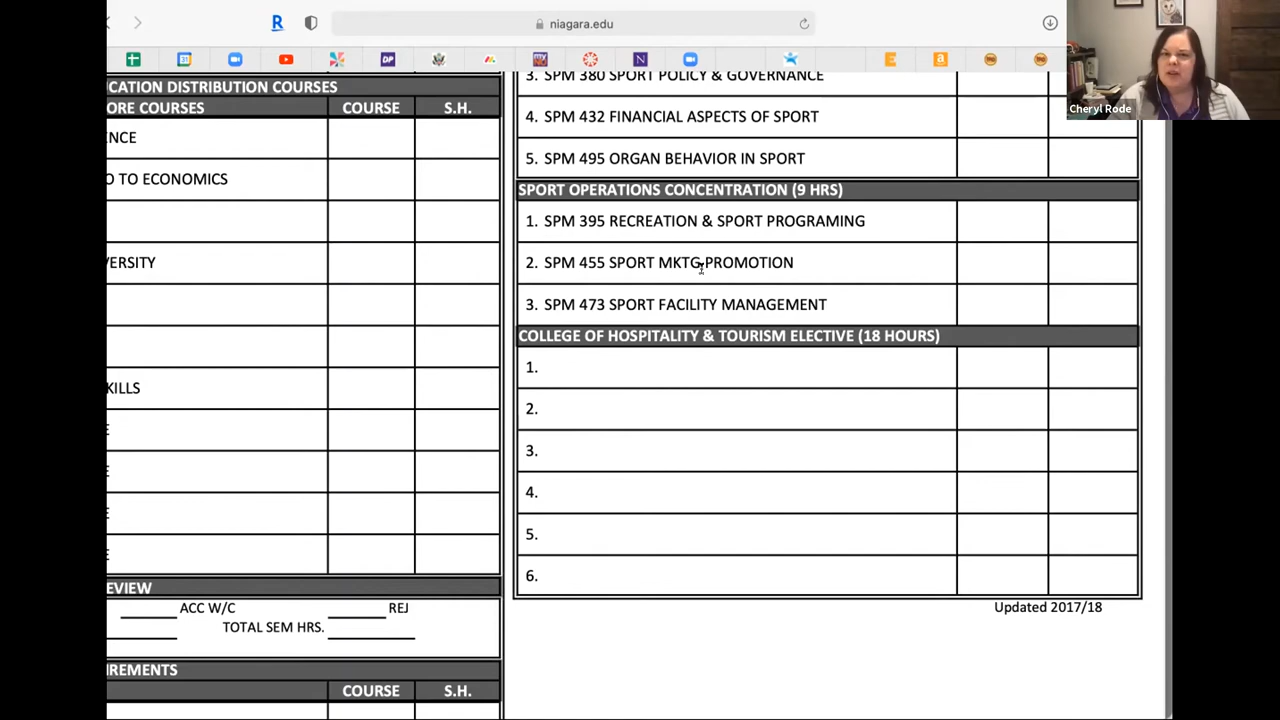 niagara.edu
Cheryl Rode
ICATION DISTRIBUTION COURSES
ORE COURSES COURSE S.H.
ENCE
O TO ECONOMICS
ERSITY
KILLS
E
E
E
E
EVIEW
ACC W/C REJ
TOTAL SEM HRS.
IREMENTS
COURSE S.H.
3. SPM 380 SPORT POLICY & GOVERNANCE
4. SPM 432 FINANCIAL ASPECTS OF SPORT
5. SPM 495 ORGAN BEHAVIOR IN SPORT
SPORT OPERATIONS CONCENTRATION (9 HRS)
1. SPM 395 RECREATION & SPORT PROGRAMING
2. SPM 455 SPORT MKTG-PROMOTION
3. SPM 473 SPORT FACILITY MANAGEMENT
COLLEGE OF HOSPITALITY & TOURISM ELECTIVE (18 HOURS)
1.
2.
3.
4.
5.
6.
Updated 2017/18